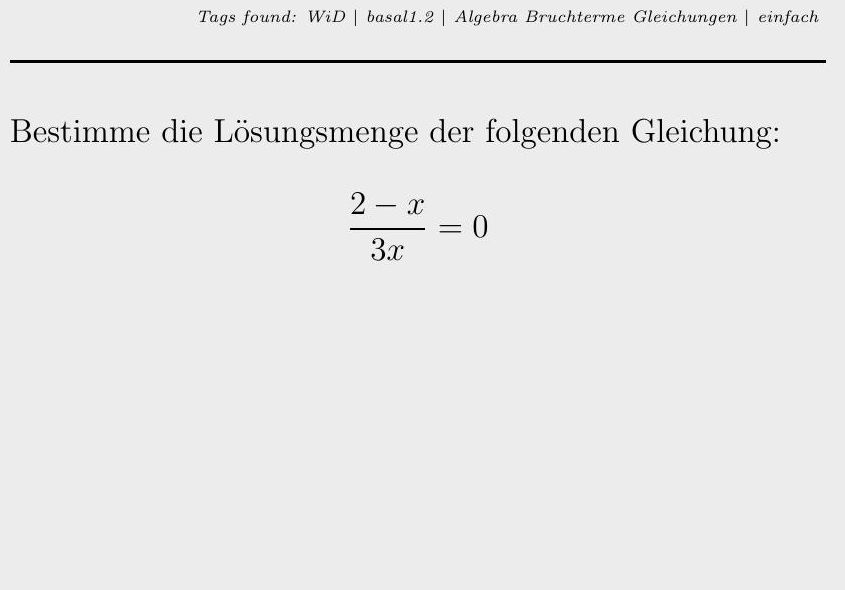 Tags found: WiD | basal1.2 | Algebra Bruchterme Gleichungen | einfach
Bestimme die Lösungsmenge der folgenden Gleichung:
\frac{2 - x}{3x} = 0